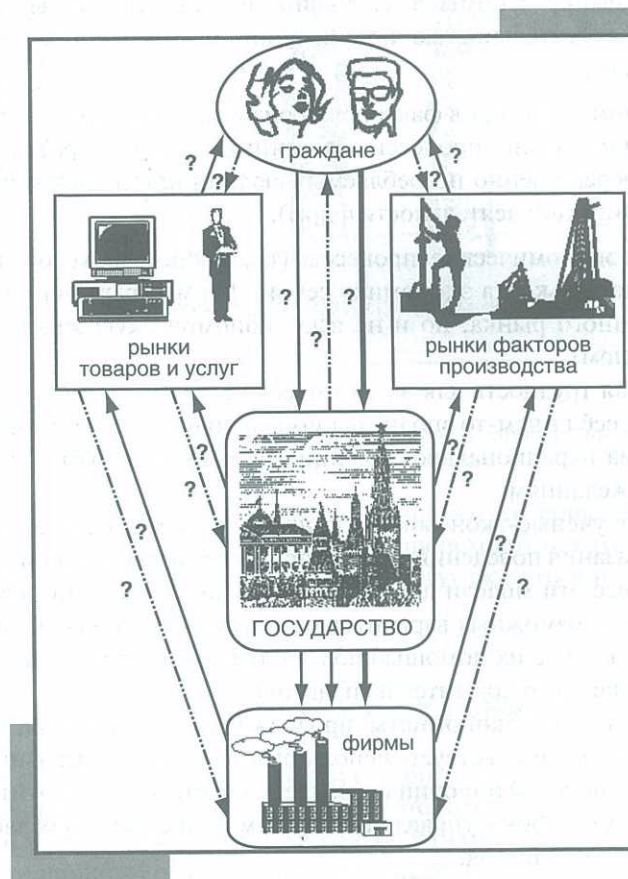 граждане
?
?
?
?
рынки
товаров и услуг
рынки факторов
производства
?
?
?
?
?
?
?
?
?
?
?
ГОСУДАРСТВО
фирмы